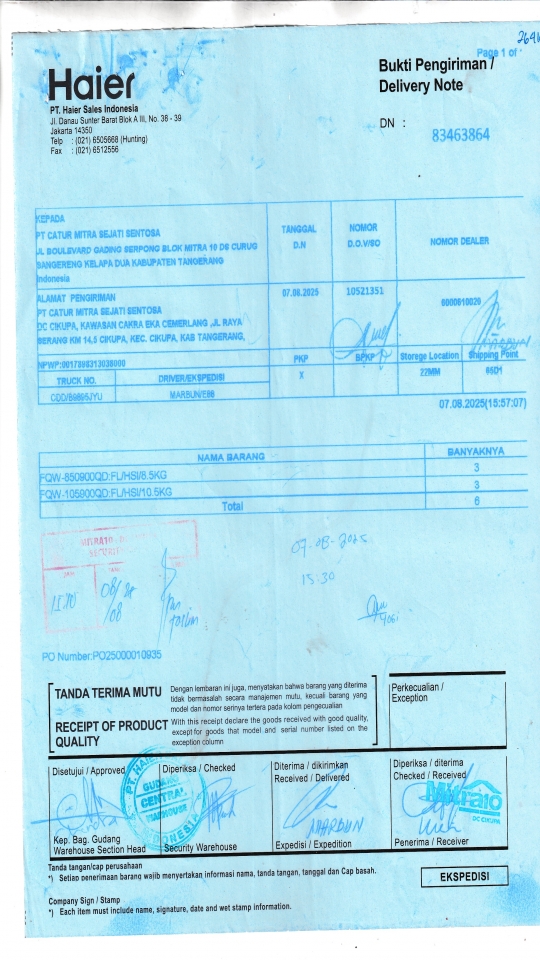 Page 1 of
Haier
PT. Haier Sales Indonesia
Jl. Danau Sunter Barat Blok A III, No. 38 - 39
Jakarta 14350
Telp : (021) 6505668 (Hunting)
Fax : (021) 6512556
Bukti Pengiriman /
Delivery Note
DN :
83463864
KEPADA
PT CATUR MITRA SEJATI SENTOSA
JL BOULEVARD GADING SERPONG BLOK MITRA 10 DS CURUG
SANGERENG KELAPA DUA KABUPATEN TANGERANG
Indonesia
TANGGAL
D.N
NOMOR
D.O.V/SO
NOMOR DEALER
ALAMAT PENGIRIMAN
PT CATUR MITRA SEJATI SENTOSA
DC CIKUPA, KAWASAN CAKRA EKA CEMERLANG ,JL RAYA
SERANG KM 14,5 CIKUPA, KEC. CIKUPA, KAB TANGERANG,
07.08.2025
10521351
NPWP:0017898313038000
PKP
BPKP
Storege Location
Shipping Point
TRUCK NO.
DRIVER/EKSPEDISI
X
22MM
CDD/B9895JYU
MARBUN/E88
07.08.2025(15:57:07)
NAMA BARANG
BANYAKNYA
FQW-850900QD:FL/HSI/8.5KG
3
FQW-105900QD:FL/HSI/10.5KG
3
Total
6
07-08-2025
15:30
PO Number:PO25000010935
TANDA TERIMA MUTU
Dengan lembaran ini juga, menyatakan bahwa barang yang diterima
tidak bermasalah secara manajemen mutu, kecuali barang yang
model dan nomor serinya tertera pada kolom pengecualian
RECEIPT OF PRODUCT
QUALITY
With this receipt declare the goods received with good quality,
except for goods that model and serial number listed on the
exception column
Perkecualian /
Exception
Disetujui / Approved
Diperiksa / Checked
Diterima / dikirimkan
Received / Delivered
Diperiksa / diterima
Checked / Received
GUDANG
CENTRAL
WAREHOUSE
INDONESIA
MARBUN
Mitra10
DC CIKUPA
Kep. Bag. Gudang
Warehouse Section Head
Security Warehouse
Expedisi / Expedition
Penerima / Receiver
Tanda tangan/cap perusahaan
*) Setiap penerimaan barang wajib menyertakan informasi nama, tanda tangan, tanggal dan Cap basah.
EKSPEDISI
Company Sign / Stamp
*) Each item must include name, signature, date and wet stamp information.